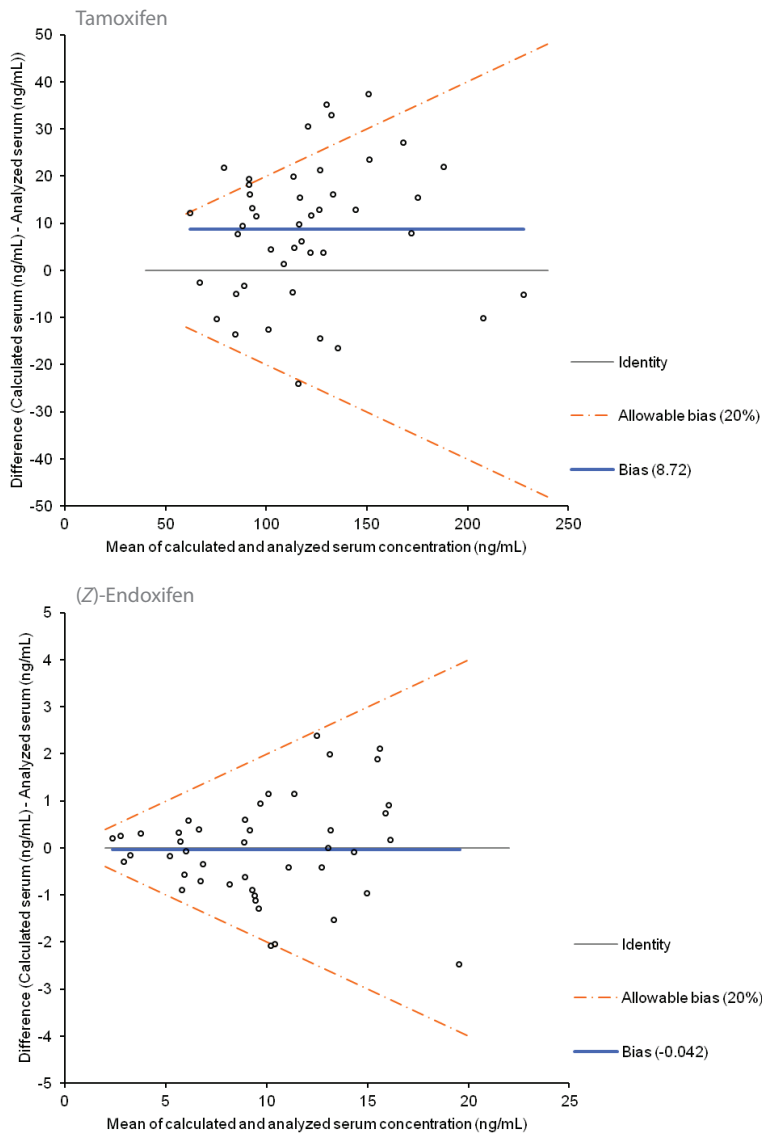 Tamoxifen
50
40
30
20
10
0
-10
-20
-30
-40
-50
Difference (Calculated serum (ng/mL) - Analyzed serum (ng/mL))
Identity
Allowable bias (20%)
Bias (8.72)
0 50 100 150 200 250
Mean of calculated and analyzed serum concentration (ng/mL)
(Z)-Endoxifen
5
4
3
2
1
0
-1
-2
-3
-4
-5
Difference (Calculated serum (ng/mL) - Analyzed serum (ng/mL)
Identity
Allowable bias (20%)
Bias (-0.042)
0 5 10 15 20 25
Mean of calculated and analyzed serum concentration (ng/mL)